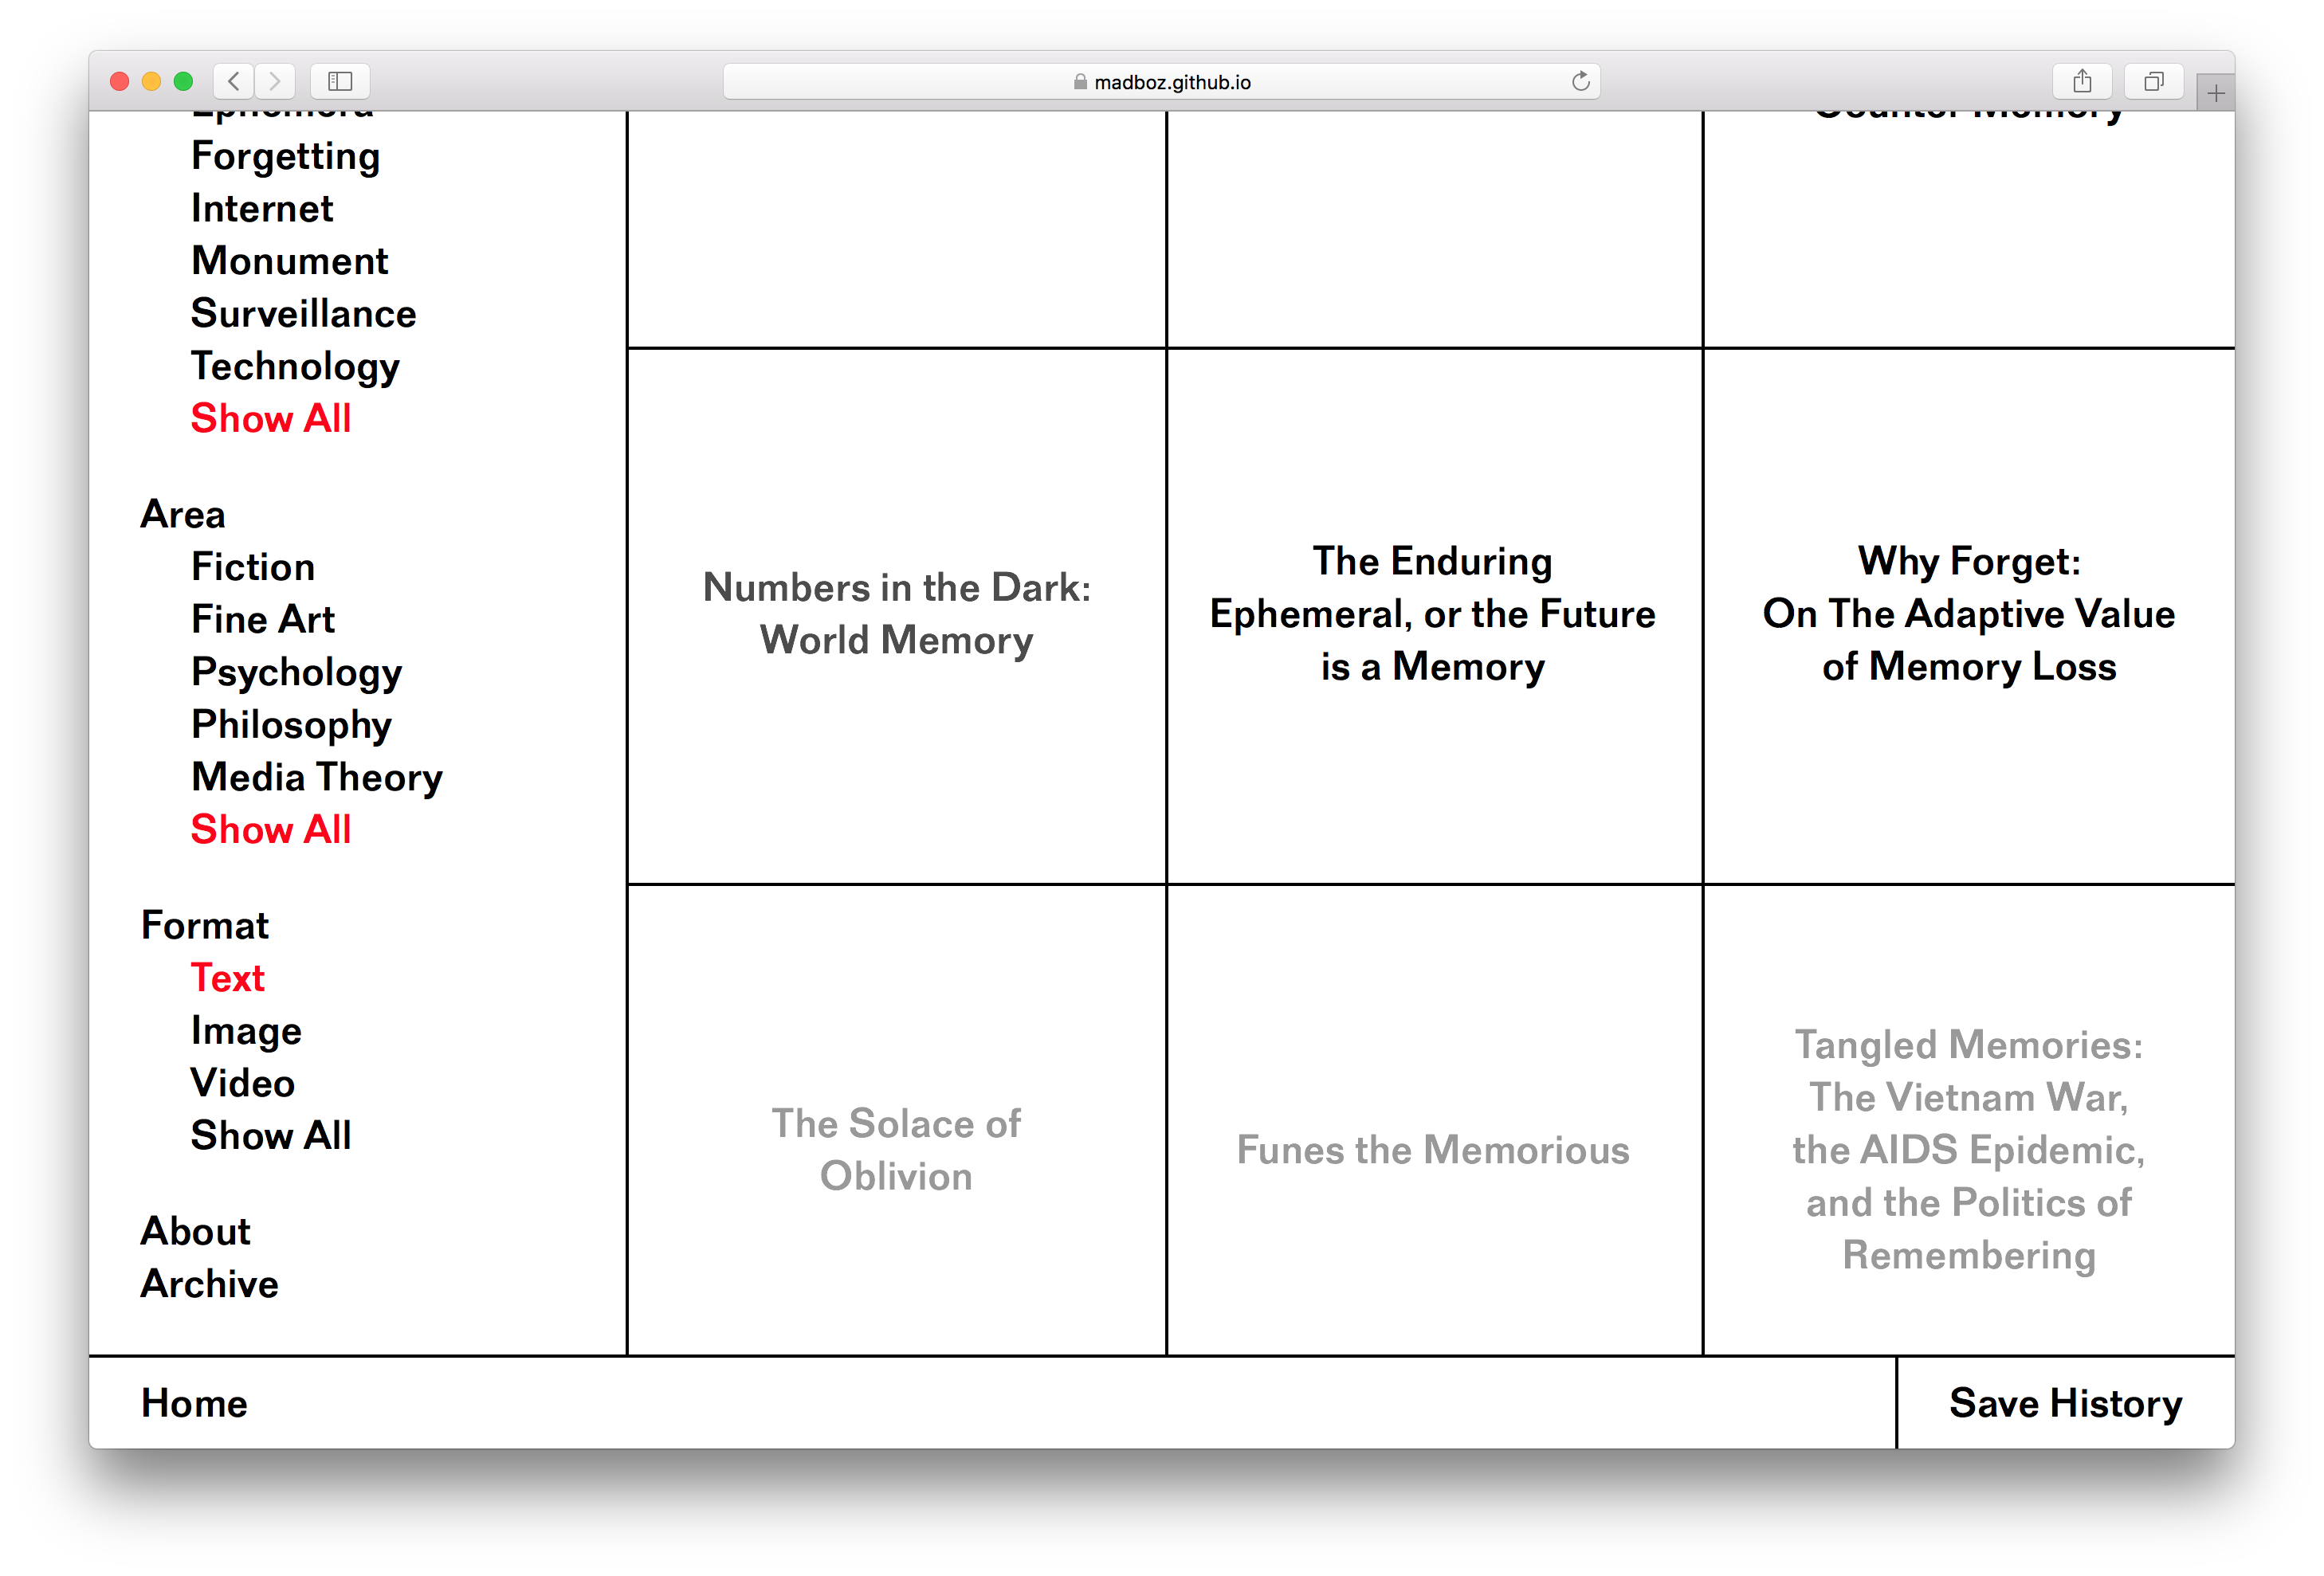 madboz.github.io
Ephemera
Forgetting
Internet
Monument
Surveillance
Technology
Show All
Area
Fiction
Fine Art
Psychology
Philosophy
Media Theory
Show All
Format
Text
Image
Video
Show All
About
Archive
Counter Memory
Numbers in the Dark:
World Memory
The Enduring
Ephemeral, or the Future
is a Memory
Why Forget:
On The Adaptive Value
of Memory Loss
The Solace of
Oblivion
Funes the Memorious
Tangled Memories:
The Vietnam War,
the AIDS Epidemic,
and the Politics of
Remembering
Home
Save History